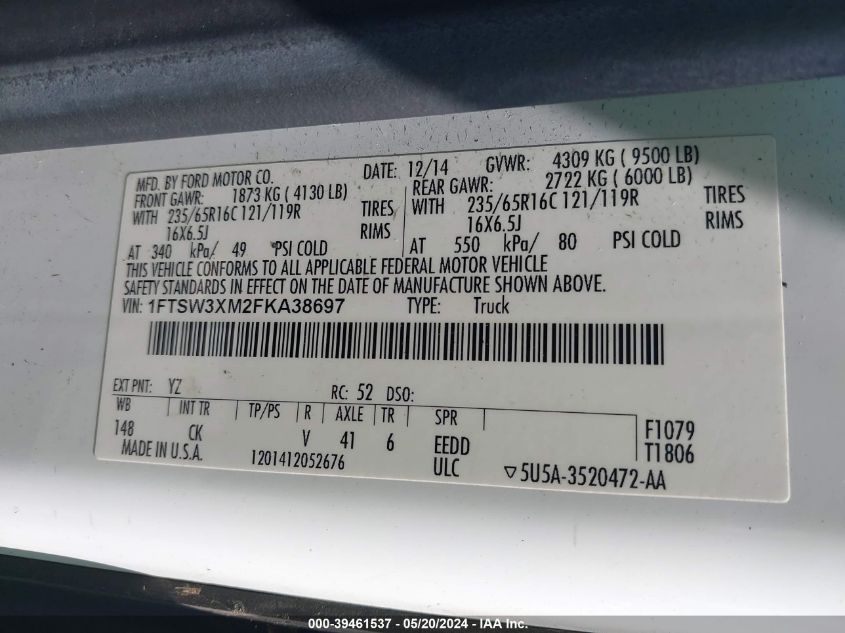 MFD. BY FORD MOTOR CO.
DATE: 12/14 GVWR: 4309 KG ( 9500 LB)
FRONT GAWR: 1873 KG ( 4130 LB)
REAR GAWR: 2722 KG ( 6000 LB)
WITH 235/65R16C 121/119R TIRES
WITH 235/65R16C 121/119R TIRES
16X6.5J RIMS
16X6.5J RIMS
AT 340 kPa/ 49 PSI COLD
AT 550 kPa/ 80 PSI COLD
THIS VEHICLE CONFORMS TO ALL APPLICABLE FEDERAL MOTOR VEHICLE
SAFETY STANDARDS IN EFFECT ON THE DATE OF MANUFACTURE SHOWN ABOVE.
VIN: 1FTSW3XM2FKA38697 TYPE: Truck
EXT PNT: YZ RC: 52 DSO:
WB INT TR TP/PS R AXLE TR SPR
148 CK V 41 6 EEDD F1079
MADE IN U.S.A. 1201412052676 ULC T1806
▽5U5A-3520472-AA
000-39461537 - 05/20/2024 - IAA Inc.